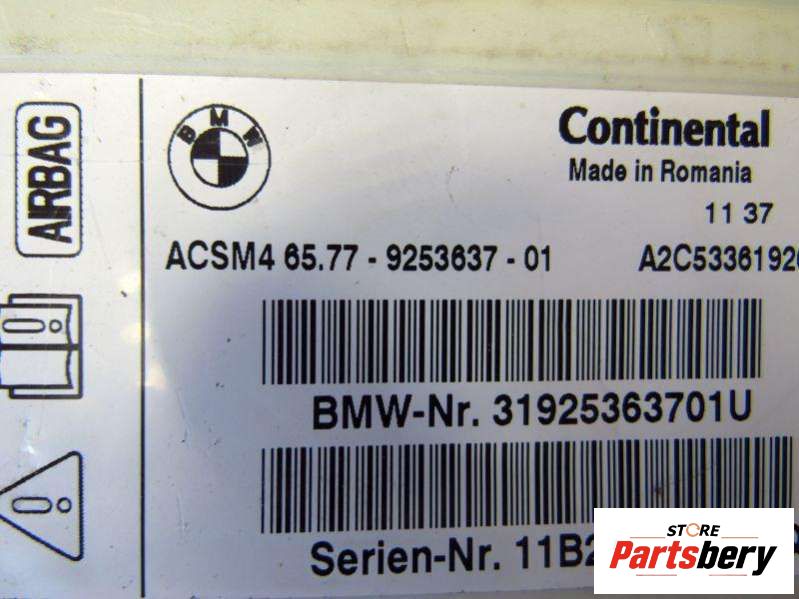 AIRBAG
BMW
Continental
Made in Romania
11 37
ACSM4 65.77 - 9253637 - 01 A2C5336192
BMW-Nr. 31925363701U
Serien-Nr. 11B2
STORE
Partsbery